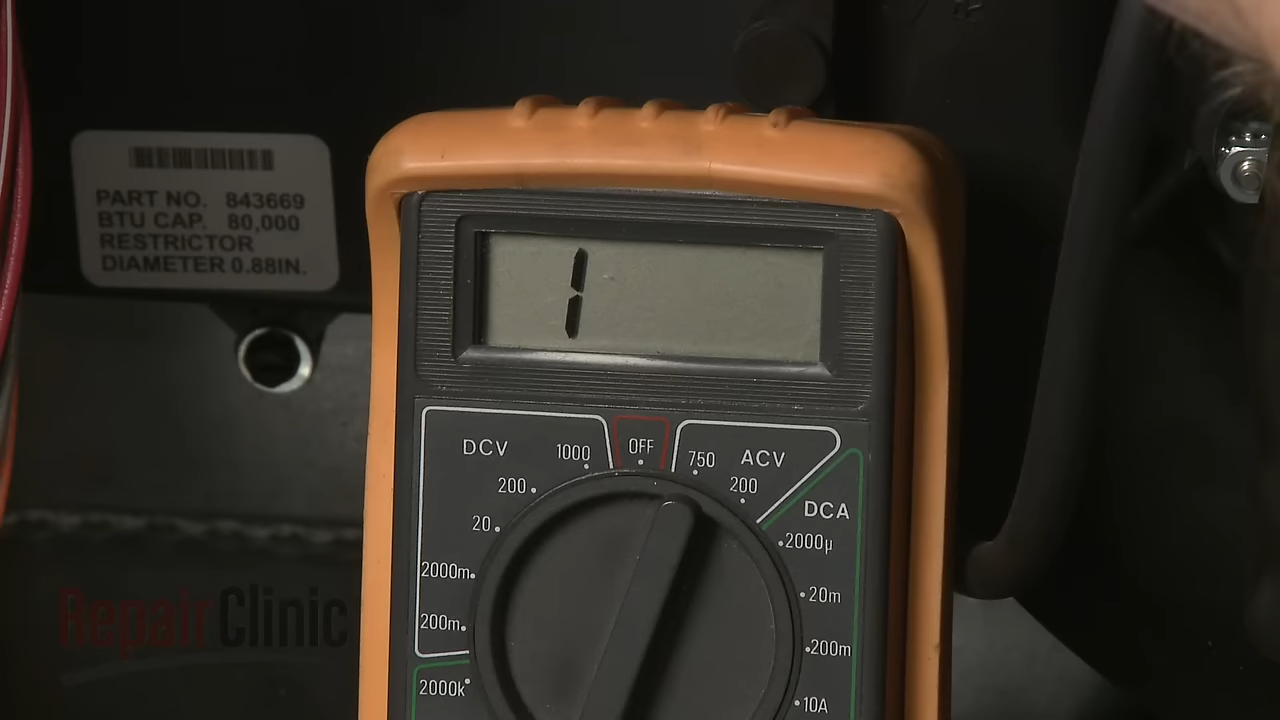 PART NO. 843669
BTU CAP. 80,000
RESTRICTOR
DIAMETER 0.88IN.
1
DCV
1000
OFF
750
ACV
200
200
20
DCA
2000µ
2000m
20m
200m
200m
2000k
10A
RepairClinic